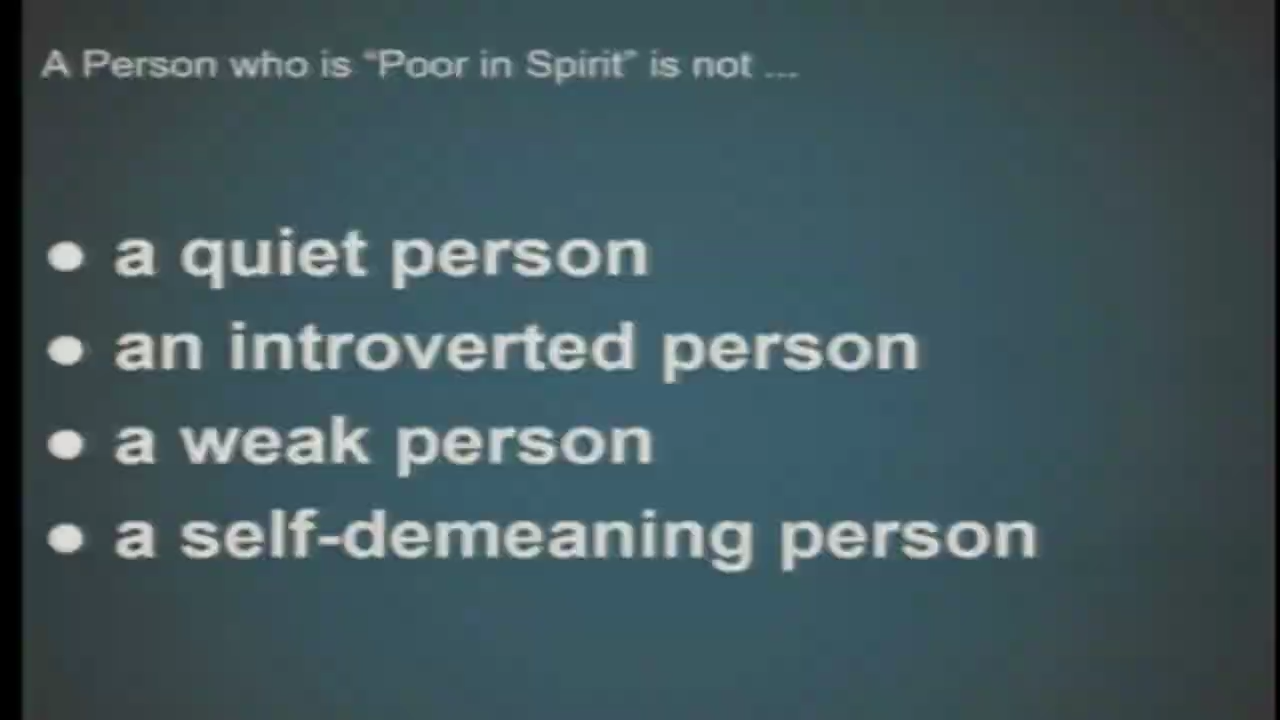 A Person who is "Poor in Spirit" is not ...
• a quiet person
• an introverted person
• a weak person
• a self-demeaning person